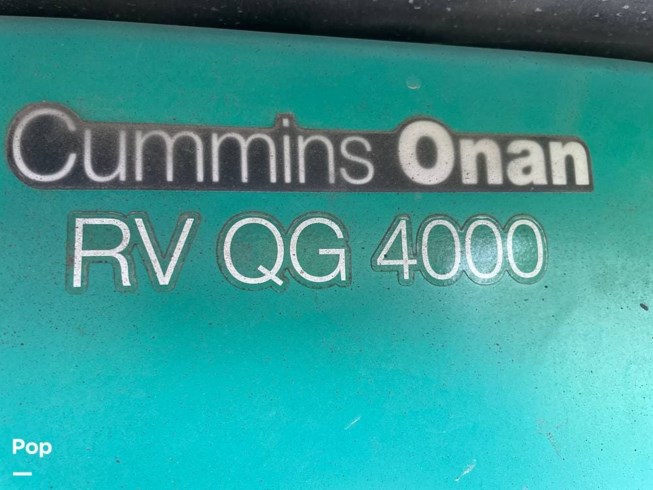 Cummins Onan
RV QG 4000
Pop